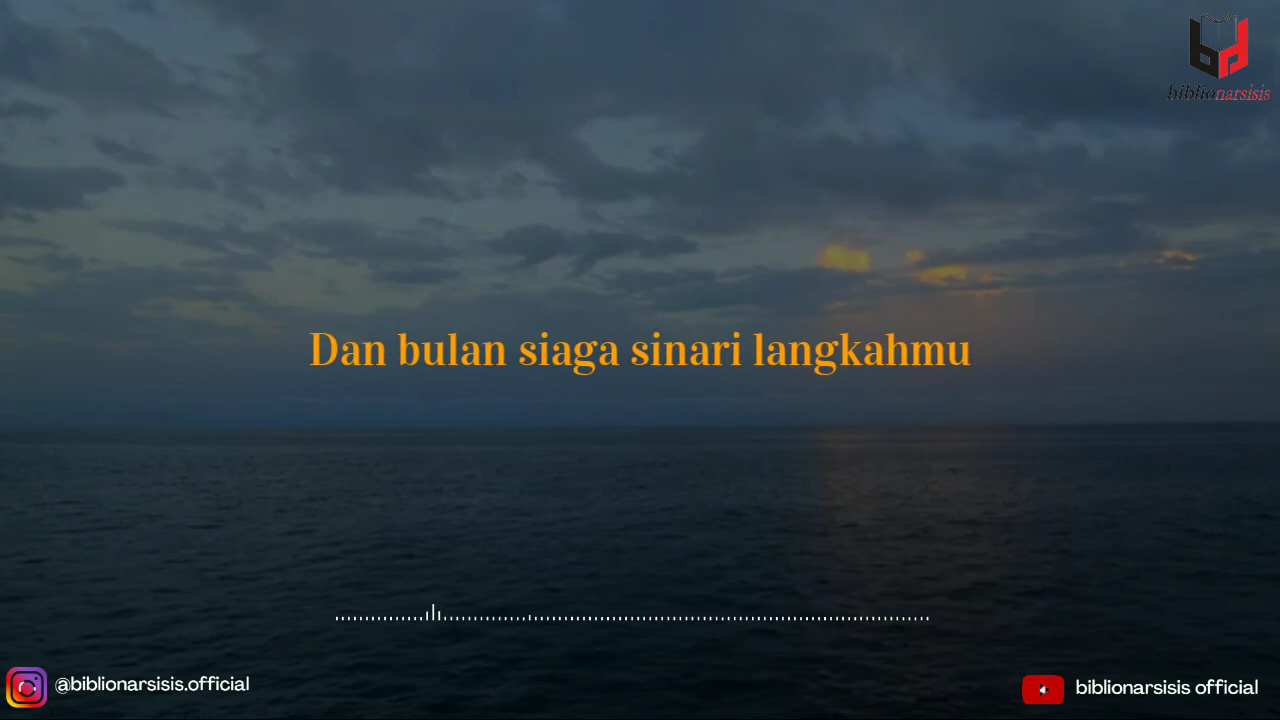 biblionarsisis
Dan bulan siaga sinari langkahmu
@biblionarsisis.official
biblionarsisis official